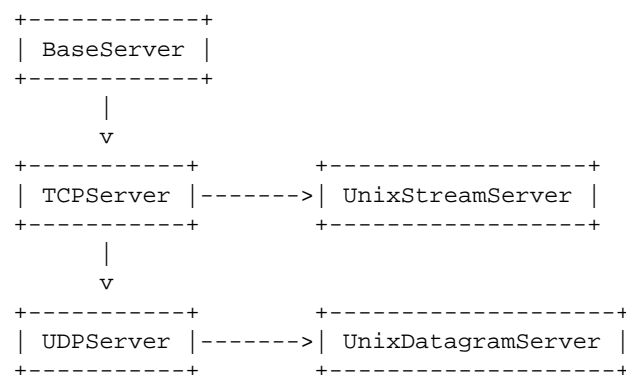 BaseServer
TCPServer
UnixStreamServer
v
UDPServer
UnixDatagramServer